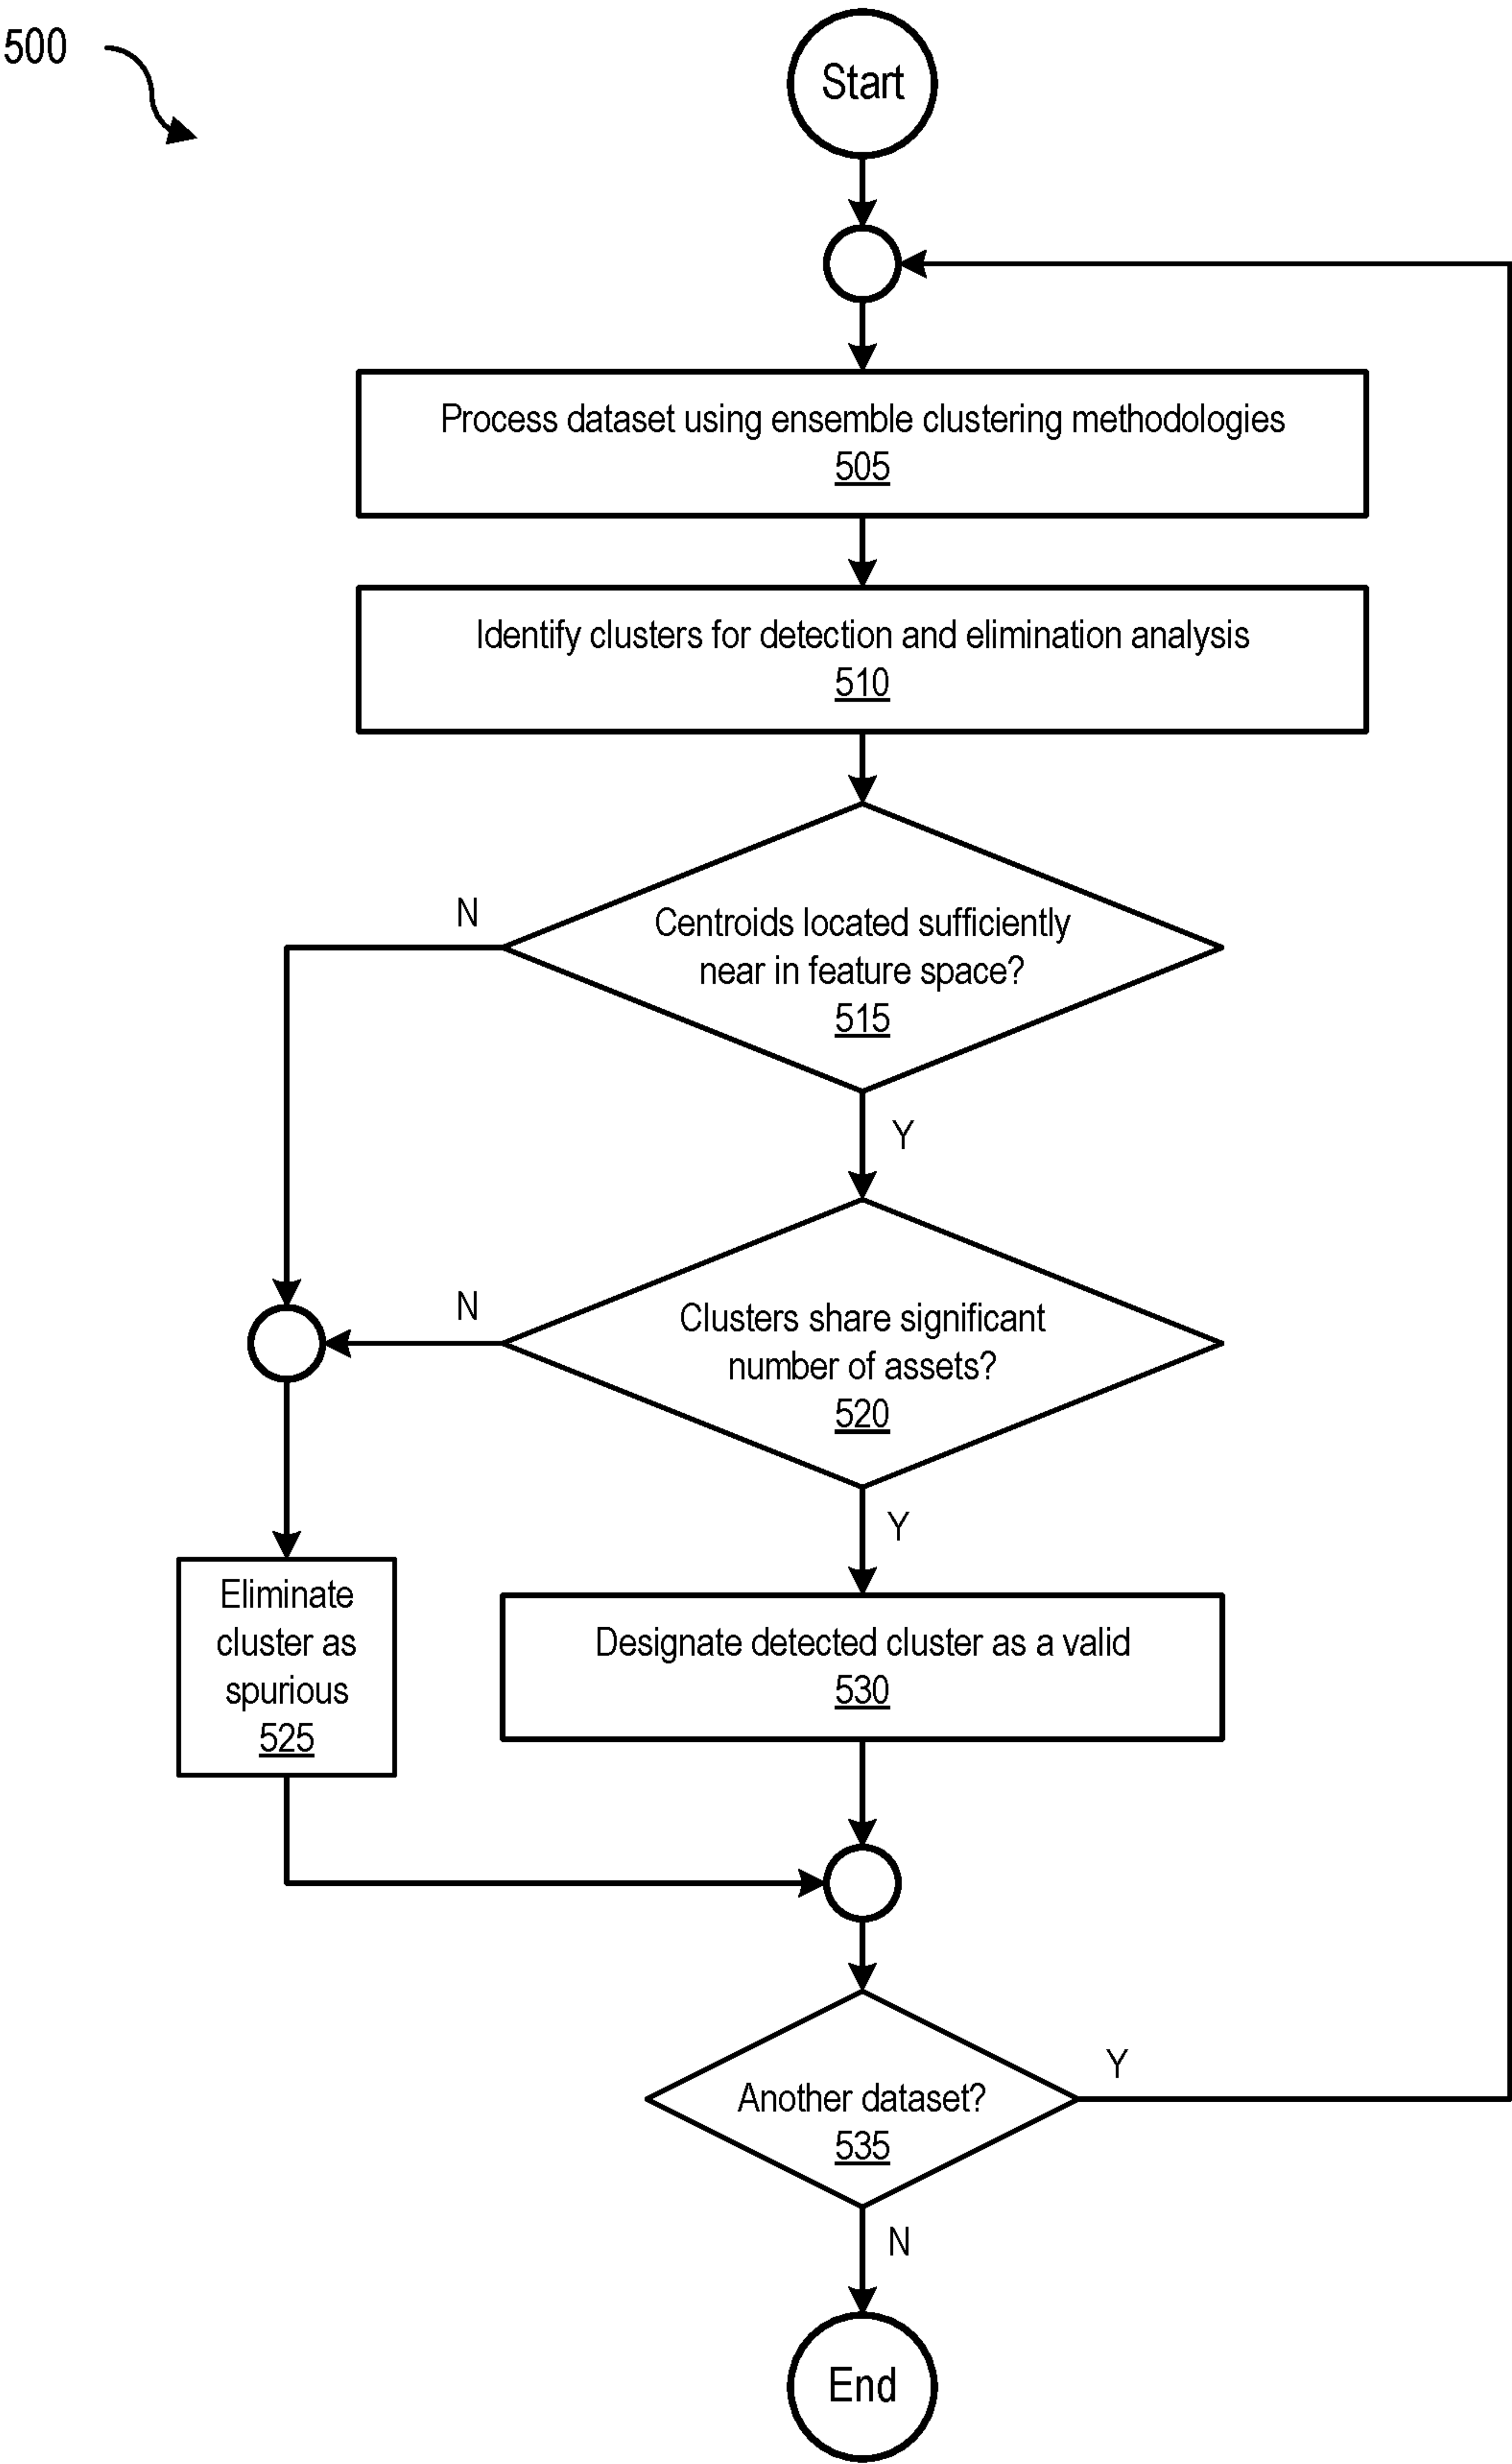 500
Start
Process dataset using ensemble clustering methodologies
505
Identify clusters for detection and elimination analysis
510
N
Centroids located sufficiently
near in feature space?
515
Y
N
Clusters share significant
number of assets?
520
Y
Eliminate
cluster as
spurious
525
Designate detected cluster as a valid
530
Y
Another dataset?
535
N
End